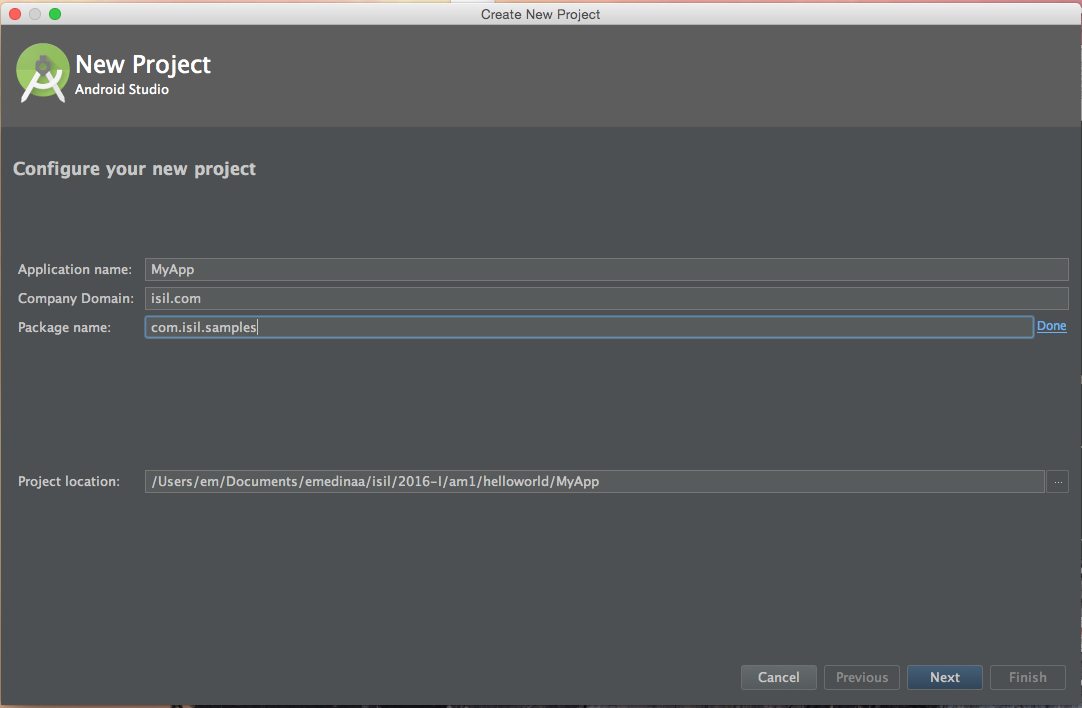 Create New Project
New Project
Android Studio
Configure your new project
Application name: MyApp
Company Domain: isil.com
Package name: com.isil.samples Done
Project location: /Users/em/Documents/emedinaa/isil/2016-I/am1/helloworld/MyApp ...
Cancel Previous Next Finish